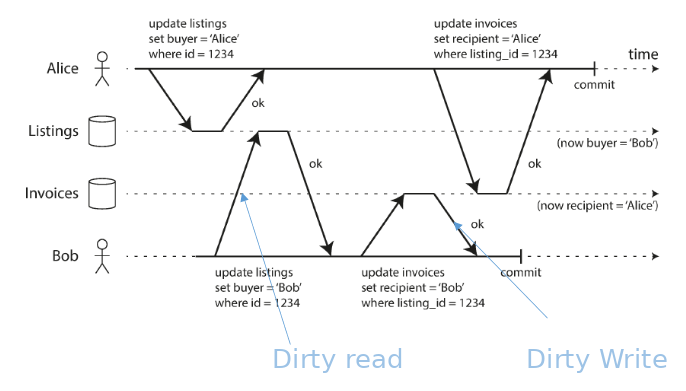 update listings
set buyer = ‘Alice’
where id = 1234
update invoices
set recipient = ‘Alice’
where listing_id = 1234
time
Alice
commit
ok
Listings
(now buyer = ‘Bob’)
ok
ok
Invoices
(now recipient = ‘Alice’)
ok
Bob
commit
update listings
set buyer = ‘Bob’
where id = 1234
update invoices
set recipient = ‘Bob’
where listing_id = 1234
Dirty read
Dirty Write